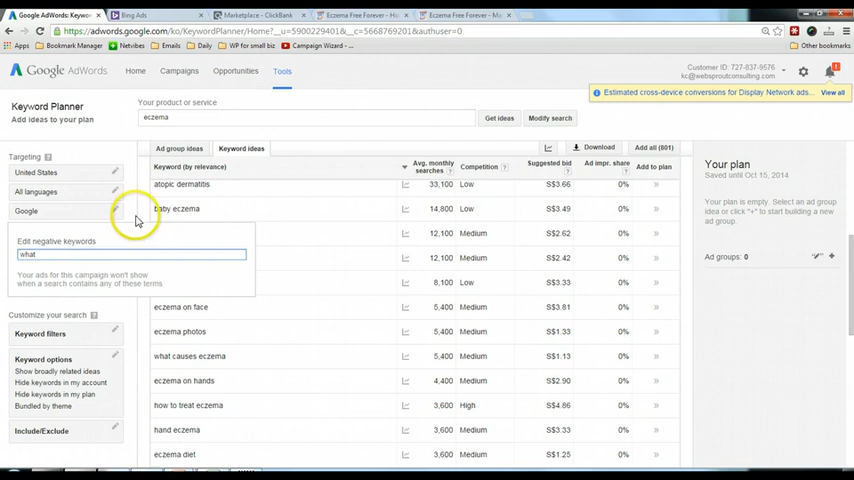 Google AdWords: Keywo
Bing Ads
Marketplace - ClickBank
Eczema Free Forever - H
Eczema Free Forever - M
https://adwords.google.com/ko/KeywordPlanner/Home?__u=5900229401&__c=5668769201&authuser=0
Apps
Bookmark Manager
Netvibes
Emails
Daily
WP for small biz
Campaign Wizard -
Other bookmarks
Google AdWords
Home
Campaigns
Opportunities
Tools
Customer ID: 727-837-9576
kc@websproutconsulting...
Estimated cross-device conversions for Display Network ads...
View all
Keyword Planner
Add ideas to your plan
Your product or service
eczema
Get ideas
Modify search
Targeting ?
United States
All languages
Google
Edit negative keywords
what
Your ads for this campaign won't show
when a search contains any of these terms
Customize your search ?
Keyword filters
Keyword options
Show broadly related ideas
Hide keywords in my account
Hide keywords in my plan
Bundled by theme
Include/Exclude
Ad group ideas
Keyword ideas
Download
Add all (801)
Keyword (by relevance)
Avg. monthly searches ?
Competition ?
Suggested bid ?
Ad impr. share ?
Add to plan
atopic dermatitis 33,100 Low S$3.66 0% »
baby eczema 14,800 Low S$3.49 0% »
12,100 Medium S$2.62 0% »
12,100 Medium S$2.42 0% »
8,100 Low S$3.33 0% »
eczema on face 5,400 Medium S$3.81 0% »
eczema photos 5,400 Medium S$1.33 0% »
what causes eczema 5,400 Medium S$1.13 0% »
eczema on hands 4,400 Medium S$2.90 0% »
how to treat eczema 3,600 High S$4.86 0% »
hand eczema 3,600 Medium S$3.33 0% »
eczema diet 3,600 Medium S$1.25 0% »
Your plan
Saved until Oct 15, 2014
Your plan is empty. Select an ad group
idea or click "+" to start building a new
ad group.
Ad groups: 0